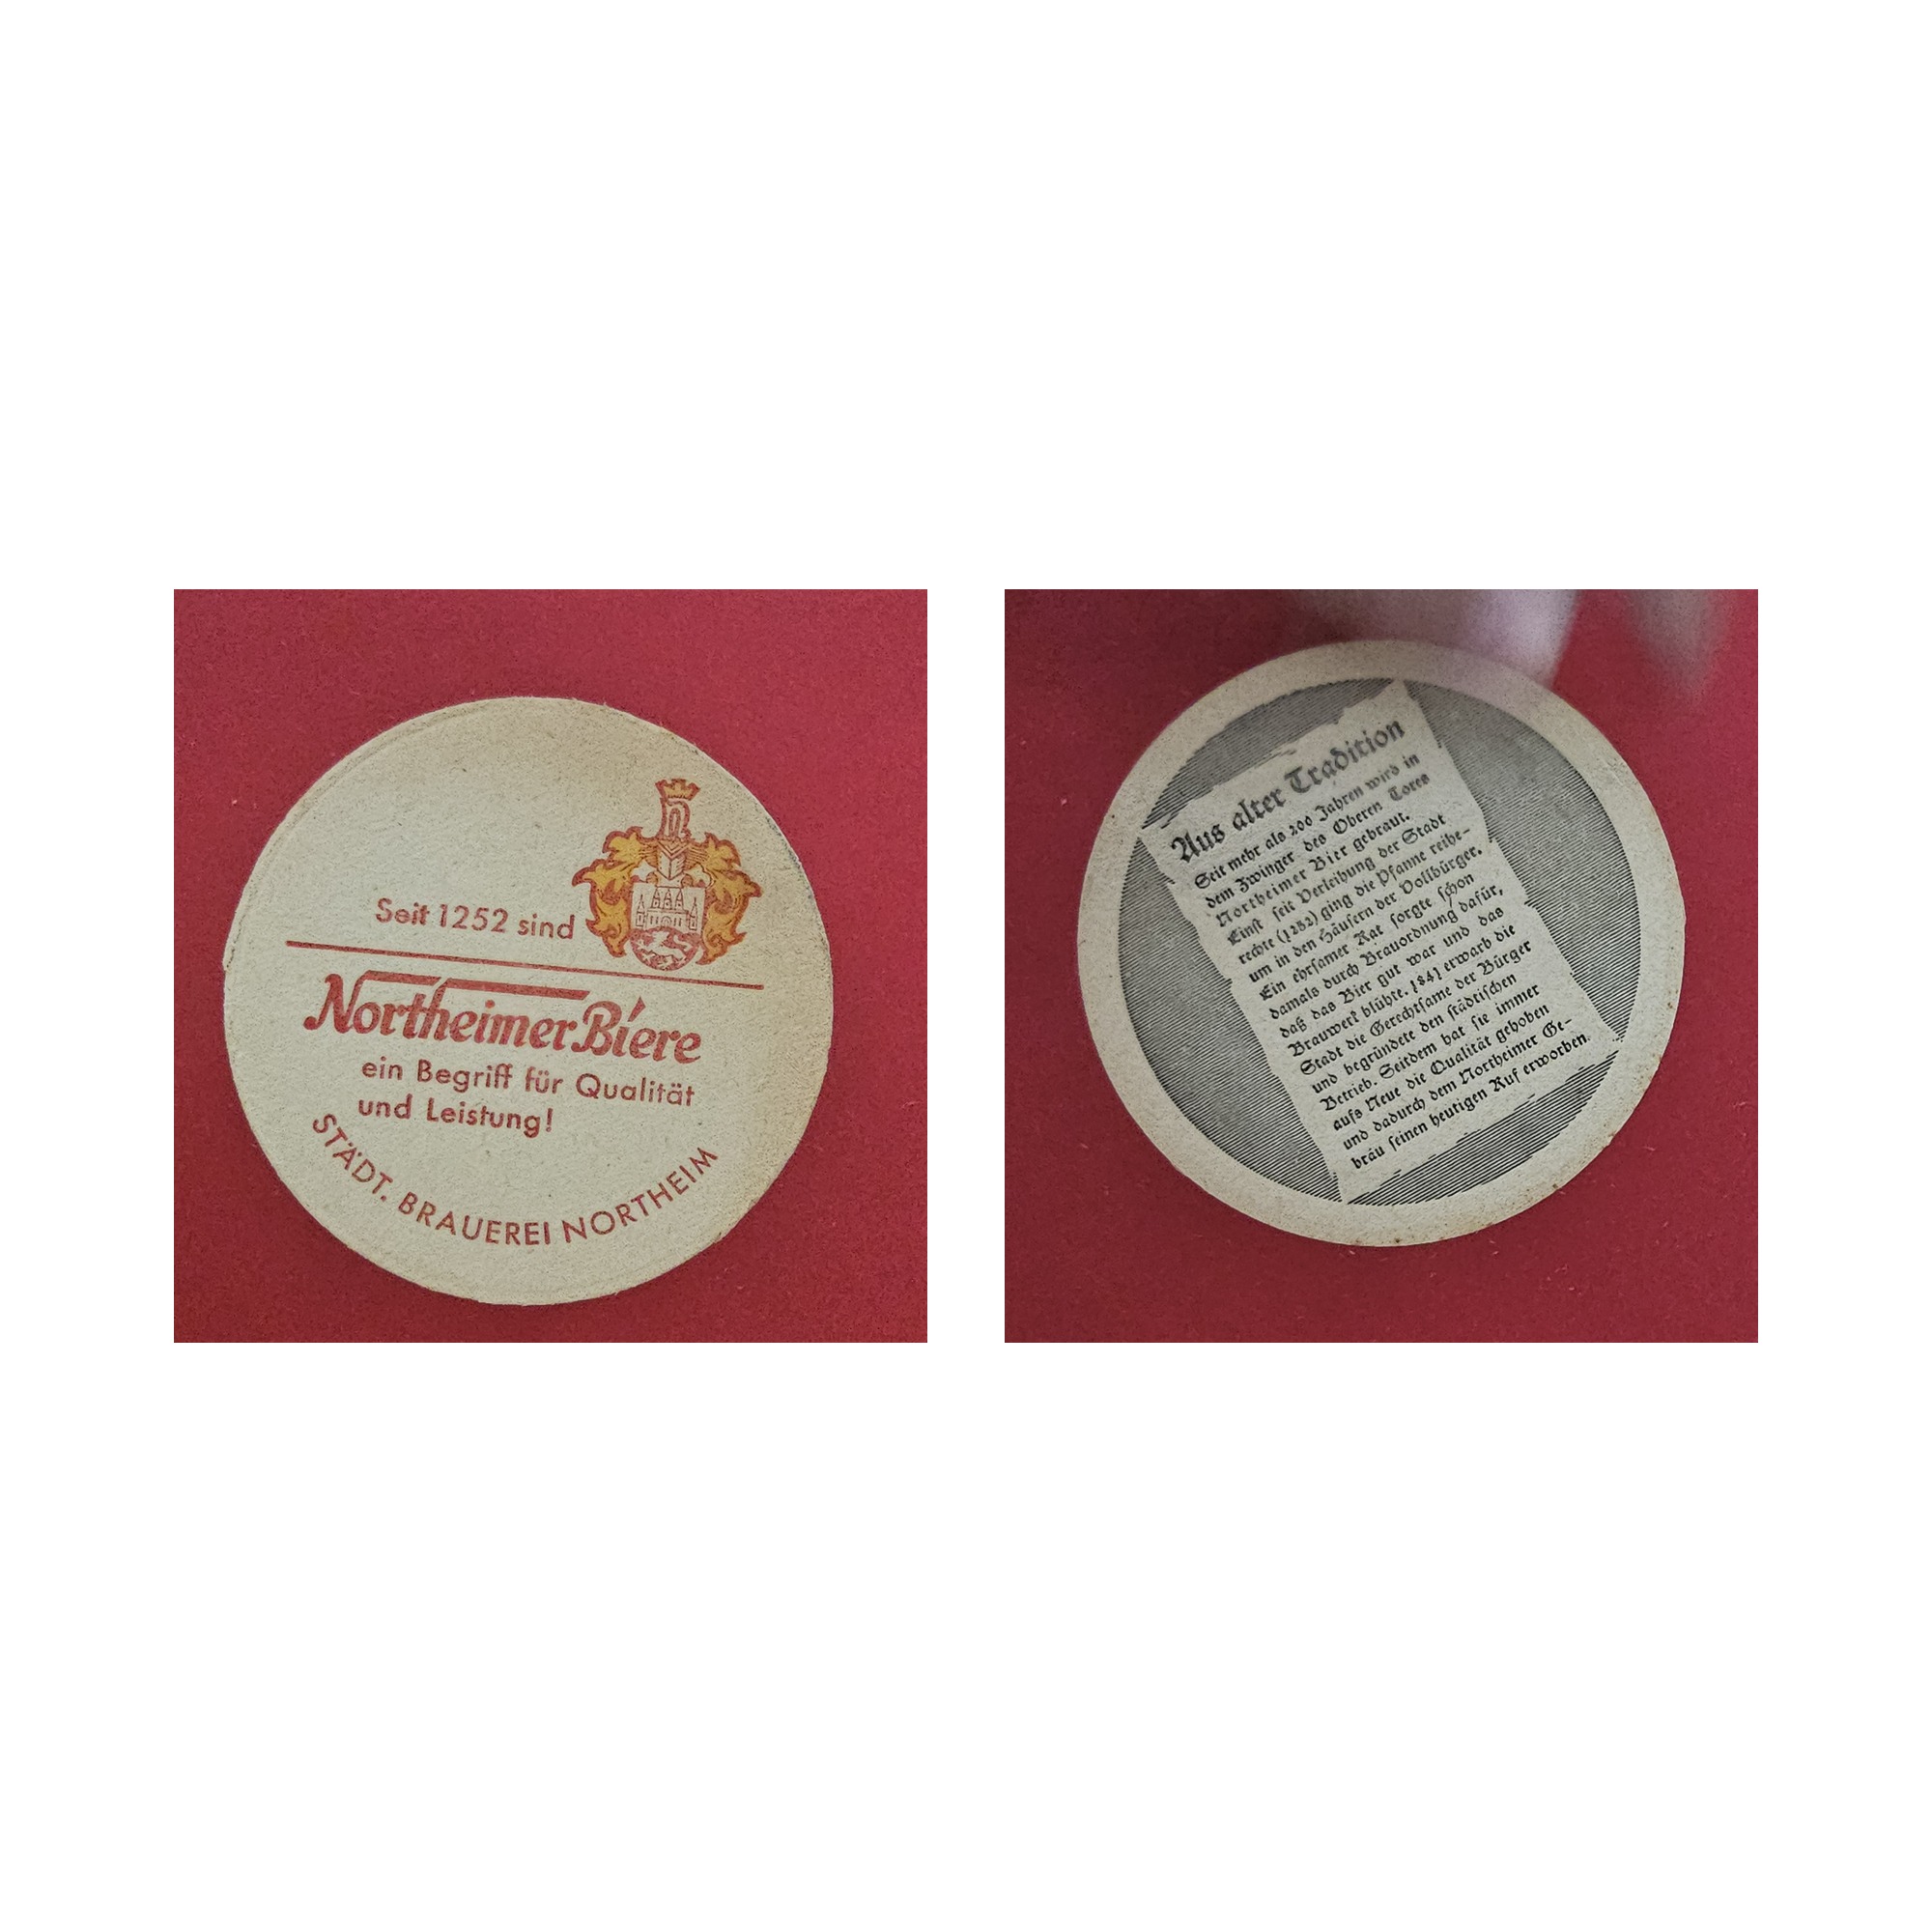 Seit 1252 sind
Northeimer Biere
ein Begriff für Qualität
und Leistung!
STÄDT. BRAUEREI NORTHEIM
Aus alter Tradition
Seit mehr als 200 Jahren wird in
dem Zwinger des Oberen Tores
Northeimer Bier gebraut.
Einſt ſeit Verleihung der Stadt
rechte (1252) ging die Pfanne reihe-
um in den Häuſern der Vollbürger.
Ein ehrſamer Rat ſorgte ſchon
damals durch Brauordnung dafür,
daß das Bier gut war und das
Brauwerk blühte. 1841 erwarb die
Stadt die Gerechtſame der Bürger
und begründete den ſtädtiſchen
Betrieb. Seitdem hat ſie immer
aufs Neue die Qualität gehoben
und dadurch dem Northeimer Ge-
bräu ſeinen heutigen Ruf erworben.